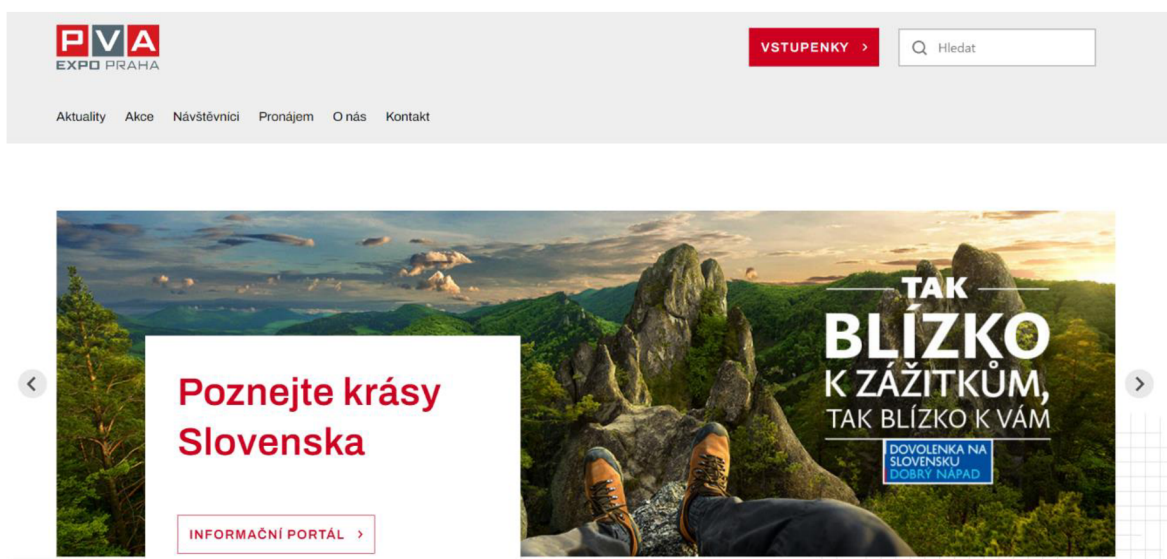 PVA
EXPO PRAHA
VSTUPENKY
Hledat
Aktuality Akce Návštěvníci Pronájem O nás Kontakt
TAK
BLÍZKO
K ZÁŽITKŮM,
TAK BLÍZKO K VÁM
DOVOLENKA NA
SLOVENSKU
DOBRÝ NÁPAD
Poznejte krásy
Slovenska
INFORMAČNÍ PORTÁL